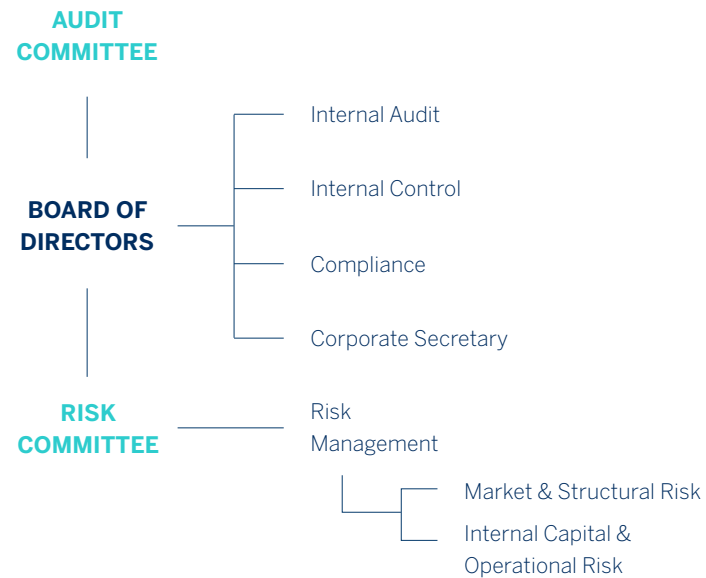 AUDIT
COMMITTEE
Internal Audit
Internal Control
BOARD OF
DIRECTORS
Compliance
Corporate Secretary
RISK
COMMITTEE
Risk
Management
Market & Structural Risk
Internal Capital &
Operational Risk